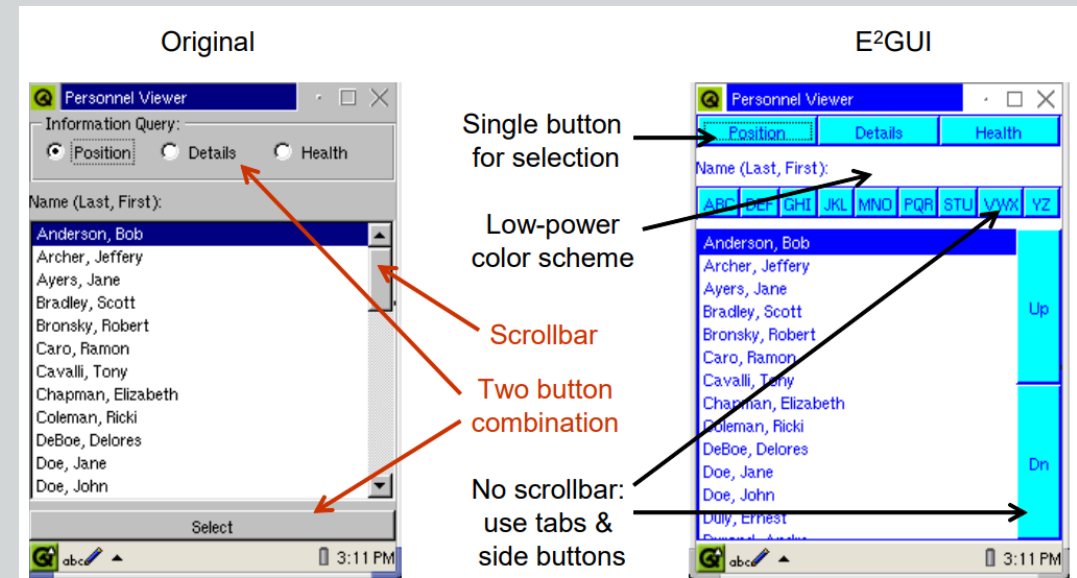 Original
E²GUI
Personnel Viewer
Information Query:
Position
Details
Health
Name (Last, First):
Anderson, Bob
Archer, Jeffery
Ayers, Jane
Bradley, Scott
Bronsky, Robert
Caro, Ramon
Cavalli, Tony
Chapman, Elizabeth
Coleman, Ricki
DeBoe, Delores
Doe, Jane
Doe, John
Select
abcd
3:11 PM
Single button
for selection
Low-power
color scheme
Scrollbar
Two button
combination
No scrollbar:
use tabs &
side buttons
Personnel Viewer
Position
Details
Health
Name (Last, First):
ABC DEF GHI JKL MNO PQR STU VWX YZ
Anderson, Bob
Archer, Jeffery
Ayers, Jane
Bradley, Scott
Bronsky, Robert
Caro, Ramon
Cavalli, Tony
Chapman, Elizabeth
Coleman, Ricki
DeBoe, Delores
Doe, Jane
Doe, John
Duly, Ernest
Up
Dn
abcd
3:11 PM